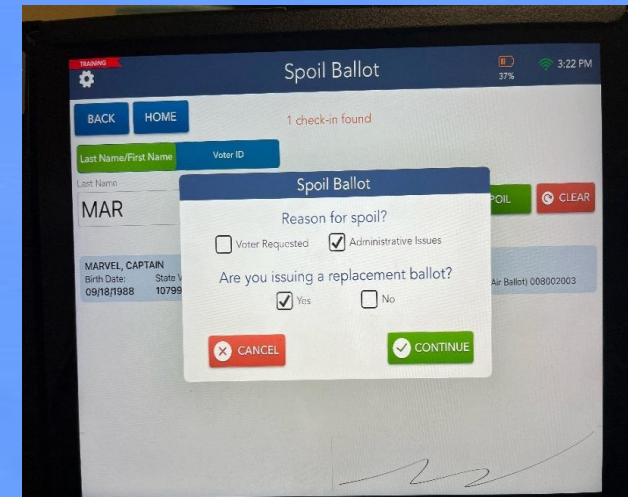 TRAINING
Spoil Ballot
37%
3:22 PM
BACK
HOME
1 check-in found
Last Name/First Name
Voter ID
Last Name
MAR
POIL
CLEAR
Spoil Ballot
Reason for spoil?
Voter Requested
Administrative Issues
MARVEL, CAPTAIN
Birth Date: State V
09/18/1988 10799
Air Ballot) 008002003
Are you issuing a replacement ballot?
Yes
No
CANCEL
CONTINUE